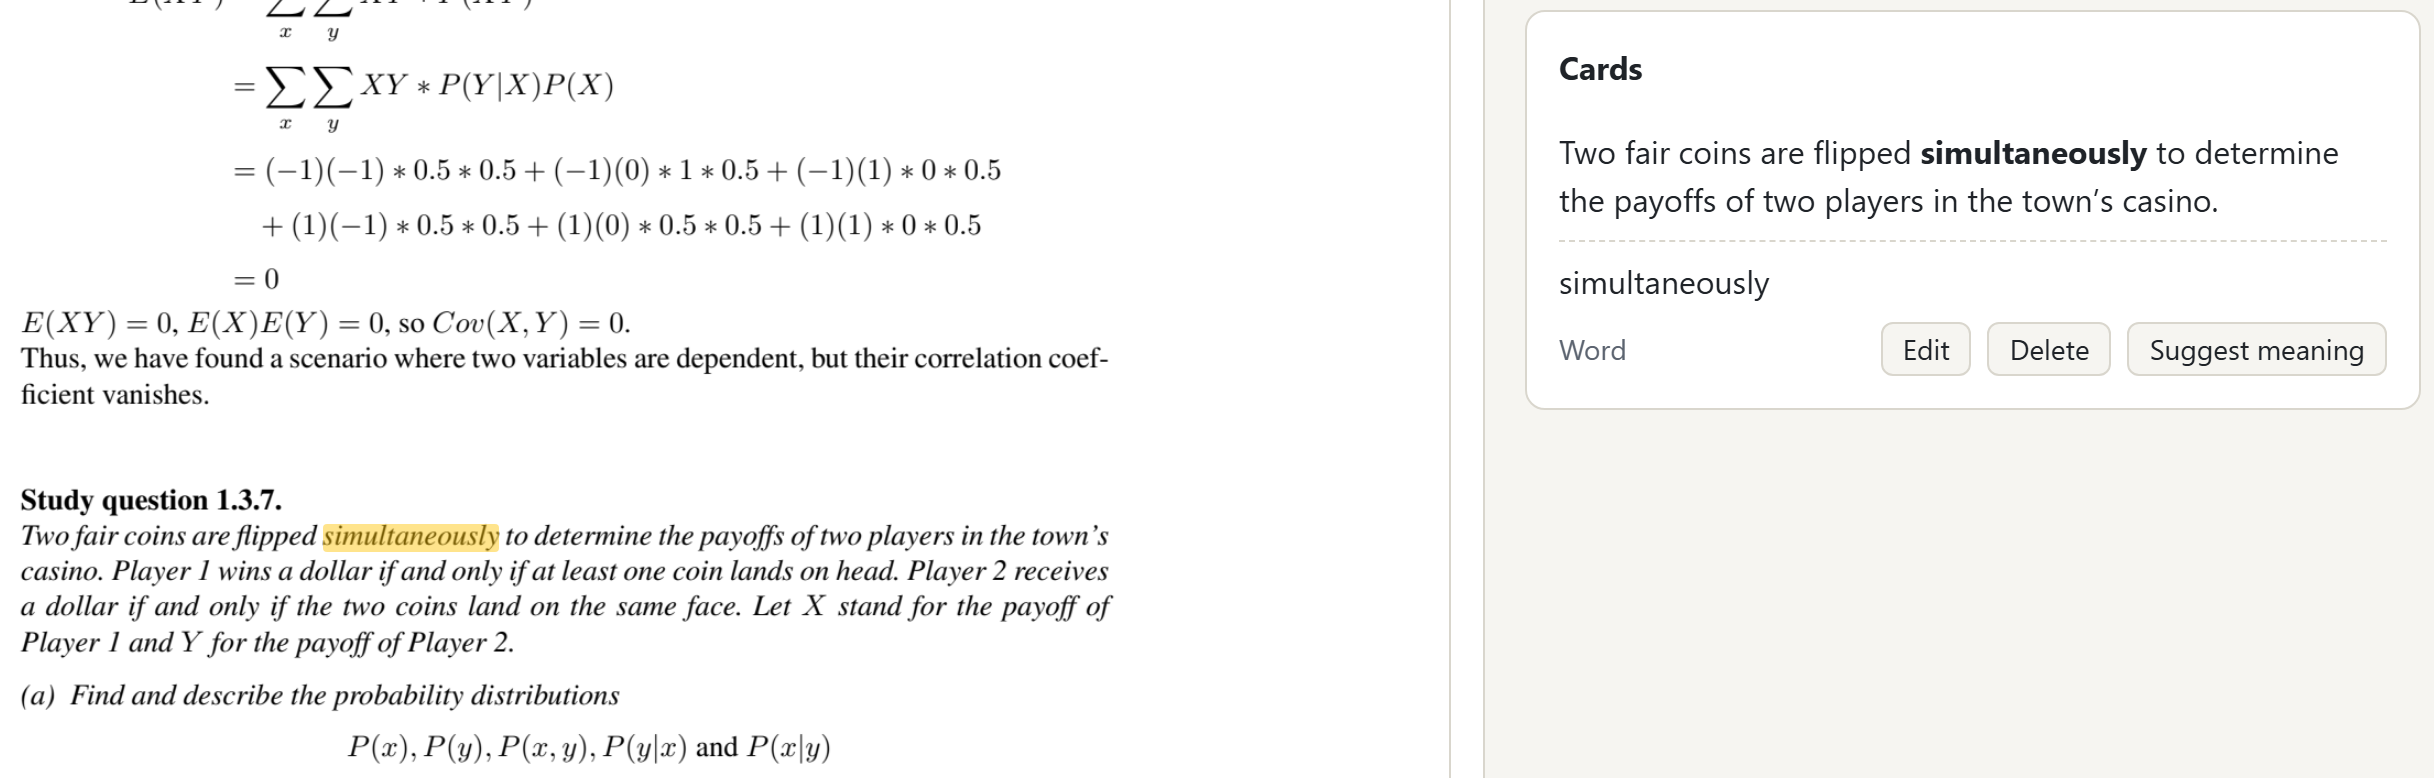 x y
= ∑ ∑ XY ∗ P(Y|X)P(X)
x y
= (−1)(−1) ∗ 0.5 ∗ 0.5 + (−1)(0) ∗ 1 ∗ 0.5 + (−1)(1) ∗ 0 ∗ 0.5
+ (1)(−1) ∗ 0.5 ∗ 0.5 + (1)(0) ∗ 0.5 ∗ 0.5 + (1)(1) ∗ 0 ∗ 0.5
= 0
E(XY) = 0, E(X)E(Y) = 0, so Cov(X, Y) = 0.
Thus, we have found a scenario where two variables are dependent, but their correlation coef-
ficient vanishes.
Study question 1.3.7.
Two fair coins are flipped simultaneously to determine the payoffs of two players in the town’s
casino. Player 1 wins a dollar if and only if at least one coin lands on head. Player 2 receives
a dollar if and only if the two coins land on the same face. Let X stand for the payoff of
Player 1 and Y for the payoff of Player 2.
(a) Find and describe the probability distributions
P(x), P(y), P(x, y), P(y|x) and P(x|y)
Cards
Two fair coins are flipped simultaneously to determine
the payoffs of two players in the town’s casino.
simultaneously
Word Edit Delete Suggest meaning